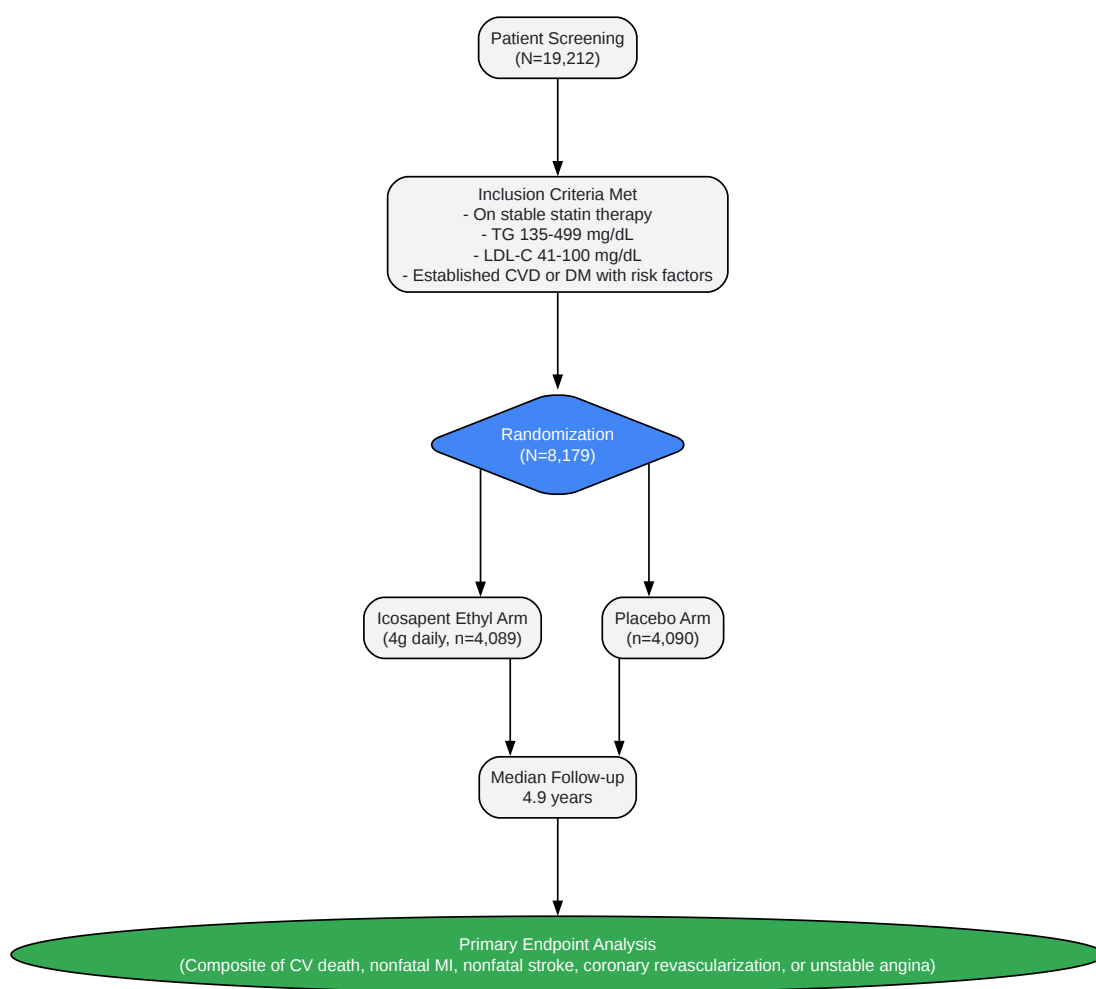 Patient Screening
(N=19,212)
Inclusion Criteria Met
- On stable statin therapy
- TG 135-499 mg/dL
- LDL-C 41-100 mg/dL
- Established CVD or DM with risk factors
Randomization
(N=8,179)
Icosapent Ethyl Arm
(4g daily, n=4,089)
Placebo Arm
(n=4,090)
Median Follow-up
4.9 years
Primary Endpoint Analysis
(Composite of CV death, nonfatal MI, nonfatal stroke, coronary revascularization, or unstable angina)